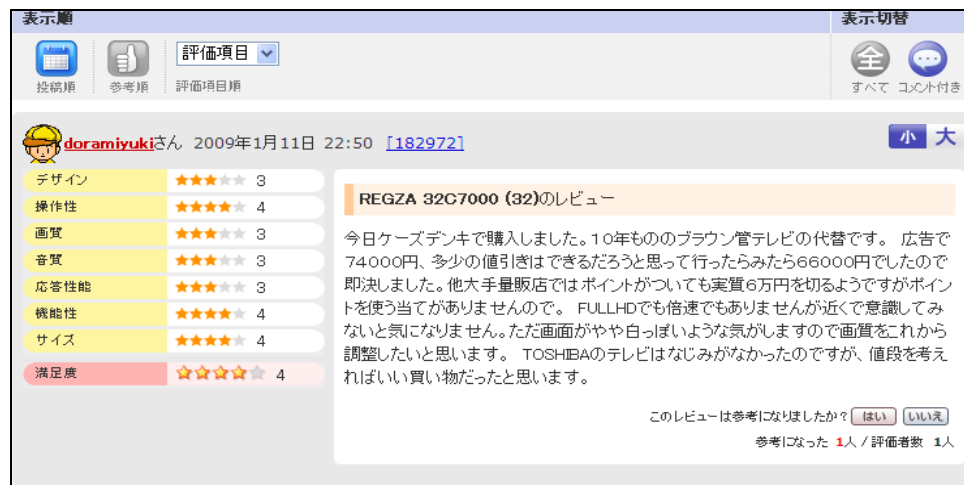 表示順 表示切替
評価項目
投稿順 参考順 評価項目順 すべて コメント付き
doramiyukiさん 2009年1月11日 22:50 [182972] 小 大
デザイン ★★★★★ 3
操作性 ★★★★★ 4
画質 ★★★★★ 3
音質 ★★★★★ 3
応答性能 ★★★★★ 3
機能性 ★★★★★ 4
サイズ ★★★★★ 4
満足度 ★★★★★ 4
REGZA 32C7000 (32)のレビュー
今日ケーズデンキで購入しました。10年もののブラウン管テレビの代替です。 広告で
74000円、多少の値引きはできるだろうと思って行ったらみたら66000円でしたので
即決しました。他大手量販店ではポイントがついても実質6万円を切るようですがポイン
トを使う当てがありませんので。 FULLHDでも倍速でもありませんが近くで意識してみ
ないと気になりません。ただ画面がやや白っぽいような気がしますので画質をこれから
調整したいと思います。 TOSHIBAのテレビはなじみがなかったのですが、値段を考え
ればいい買い物だったと思います。
このレビューは参考になりましたか? はい いいえ
参考になった 1人/評価者数 1人